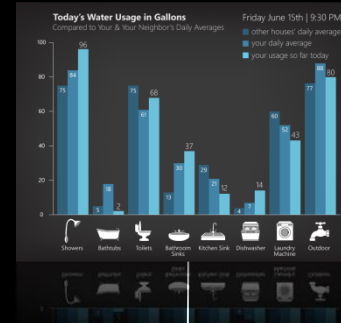 Today's Water Usage in Gallons
Compared to Your & Your Neighbor's Daily Averages
Friday June 15th | 9:30 PM
other houses' daily average
your daily average
your usage so far today
100
80
60
40
20
0
75 84 96
5 18 2
75 61 68
13 30 37
29 21 12
4 7 14
60 52 43
77 88 80
Showers
Bathtubs
Toilets
Bathroom
Sinks
Kitchen Sink
Dishwasher
Laundry
Machine
Outdoor